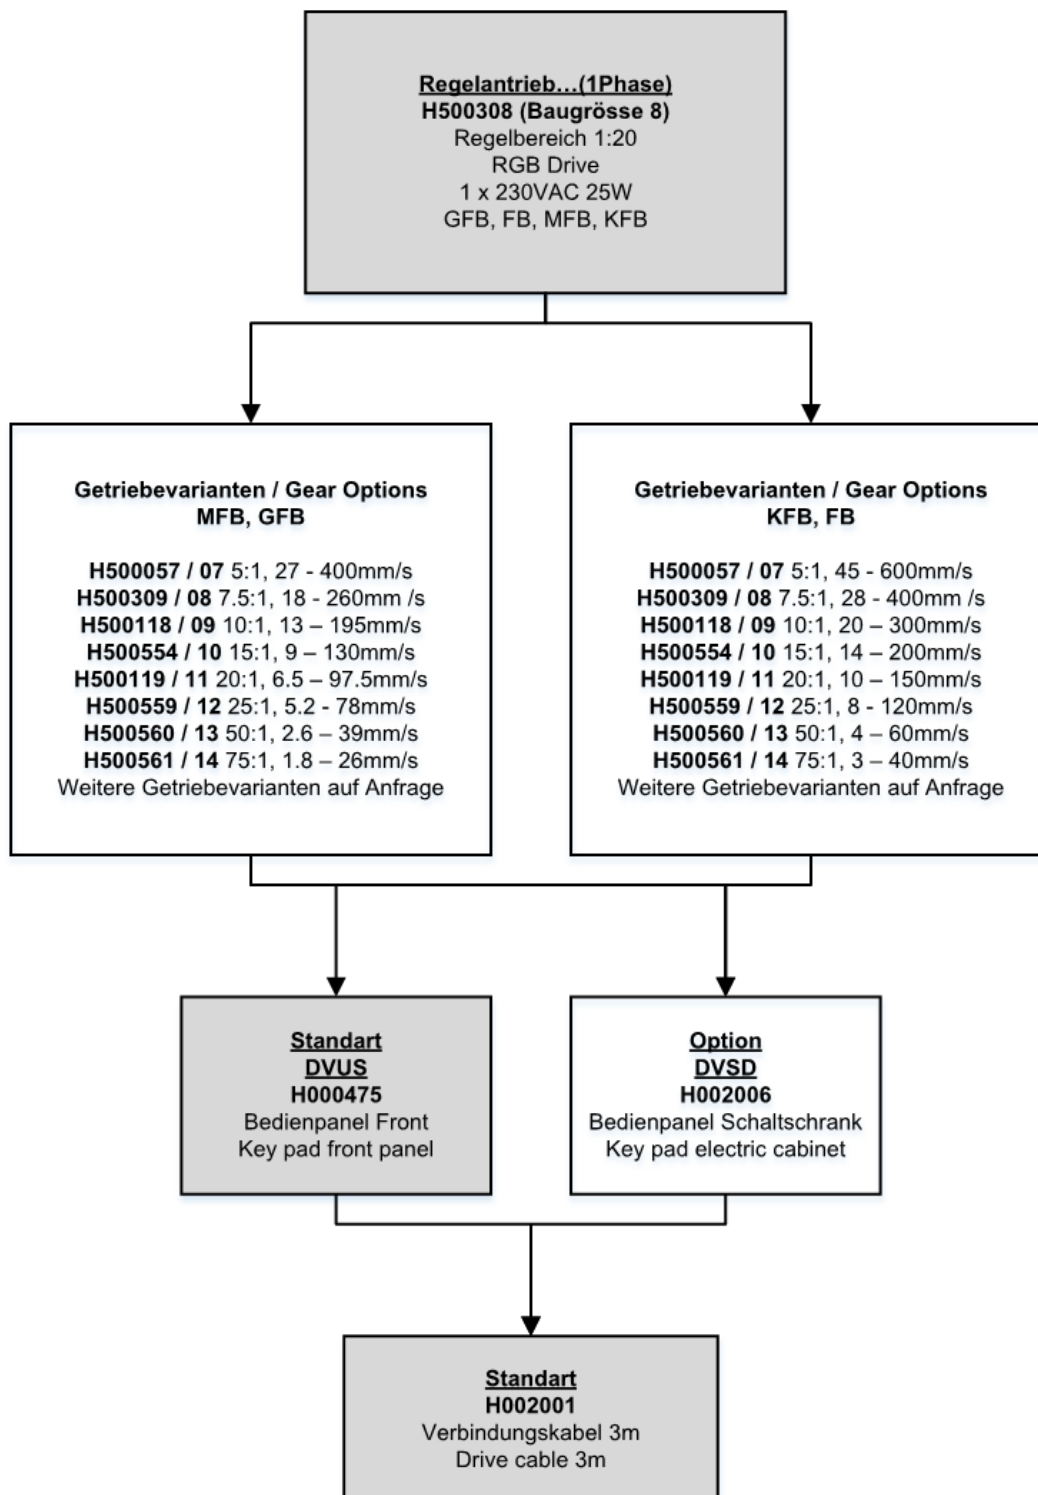 Regelantrieb...(1Phase)
H500308 (Baugrösse 8)
Regelbereich 1:20
RGB Drive
1 x 230VAC 25W
GFB, FB, MFB, KFB
Getriebevarianten / Gear Options
MFB, GFB
H500057 / 07 5:1, 27 - 400mm/s
H500309 / 08 7.5:1, 18 - 260mm /s
H500118 / 09 10:1, 13 – 195mm/s
H500554 / 10 15:1, 9 – 130mm/s
H500119 / 11 20:1, 6.5 – 97.5mm/s
H500559 / 12 25:1, 5.2 - 78mm/s
H500560 / 13 50:1, 2.6 – 39mm/s
H500561 / 14 75:1, 1.8 – 26mm/s
Weitere Getriebevarianten auf Anfrage
Getriebevarianten / Gear Options
KFB, FB
H500057 / 07 5:1, 45 - 600mm/s
H500309 / 08 7.5:1, 28 - 400mm /s
H500118 / 09 10:1, 20 – 300mm/s
H500554 / 10 15:1, 14 – 200mm/s
H500119 / 11 20:1, 10 – 150mm/s
H500559 / 12 25:1, 8 - 120mm/s
H500560 / 13 50:1, 4 – 60mm/s
H500561 / 14 75:1, 3 – 40mm/s
Weitere Getriebevarianten auf Anfrage
Standart
DVUS
H000475
Bedienpanel Front
Key pad front panel
Option
DVSD
H002006
Bedienpanel Schaltschrank
Key pad electric cabinet
Standart
H002001
Verbindungskabel 3m
Drive cable 3m